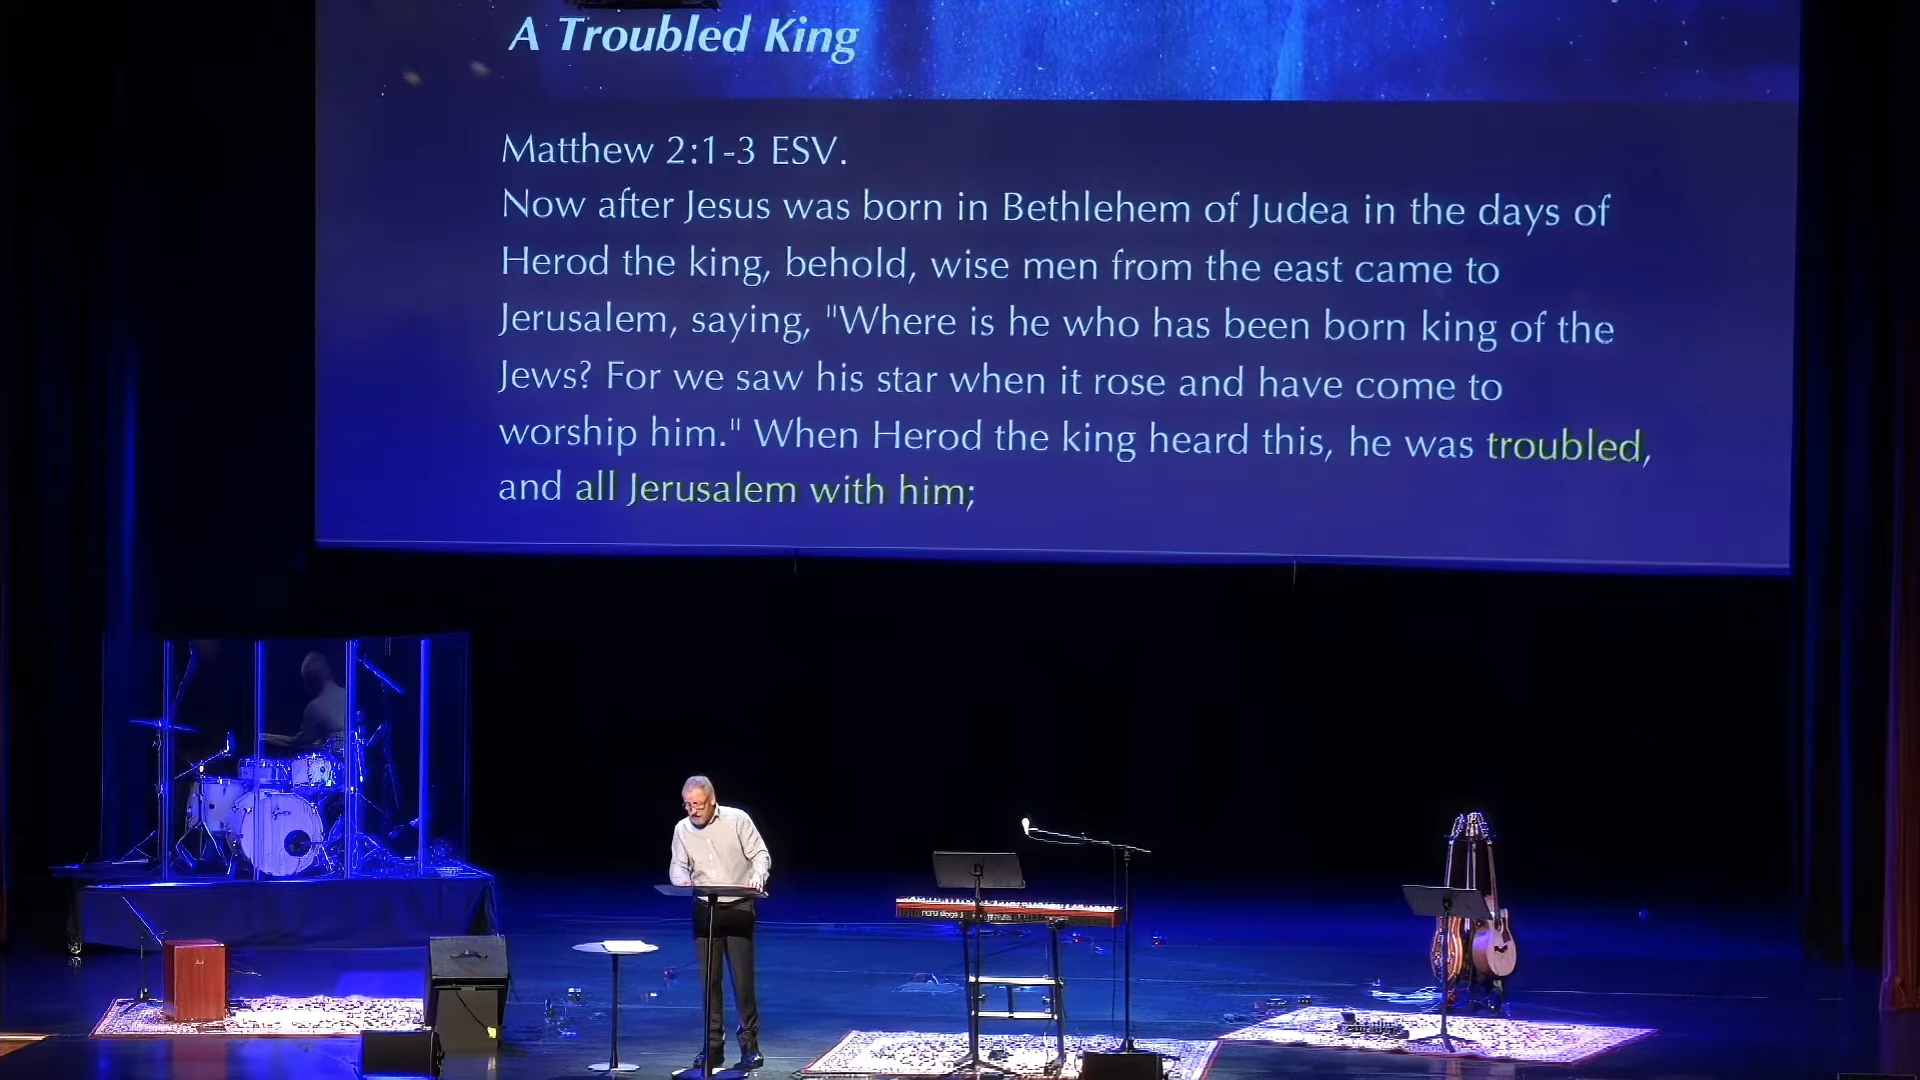 A Troubled King
Matthew 2:1-3 ESV.
Now after Jesus was born in Bethlehem of Judea in the days of
Herod the king, behold, wise men from the east came to
Jerusalem, saying, "Where is he who has been born king of the
Jews? For we saw his star when it rose and have come to
worship him." When Herod the king heard this, he was troubled,
and all Jerusalem with him;